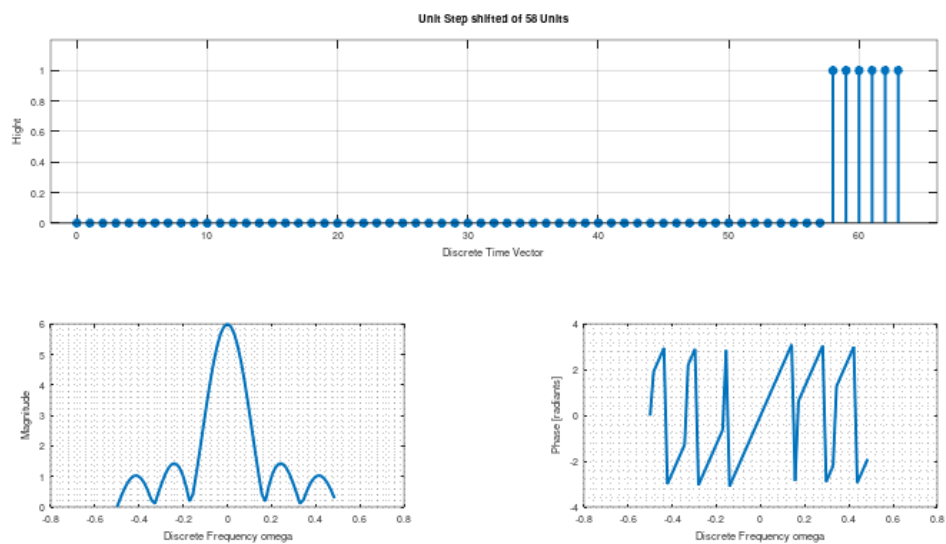 Unit Step shifted of 58 Units
Hight
1
0.8
0.6
0.4
0.2
0
0 10 20 30 40 50 60
Discrete Time Vector
Magnitude
6
5
4
3
2
1
0
-0.8 -0.6 -0.4 -0.2 0 0.2 0.4 0.6 0.8
Discrete Frequency omega
Phase [radiants]
4
2
0
-2
-4
-0.8 -0.6 -0.4 -0.2 0 0.2 0.4 0.6 0.8
Discrete Frequency omega